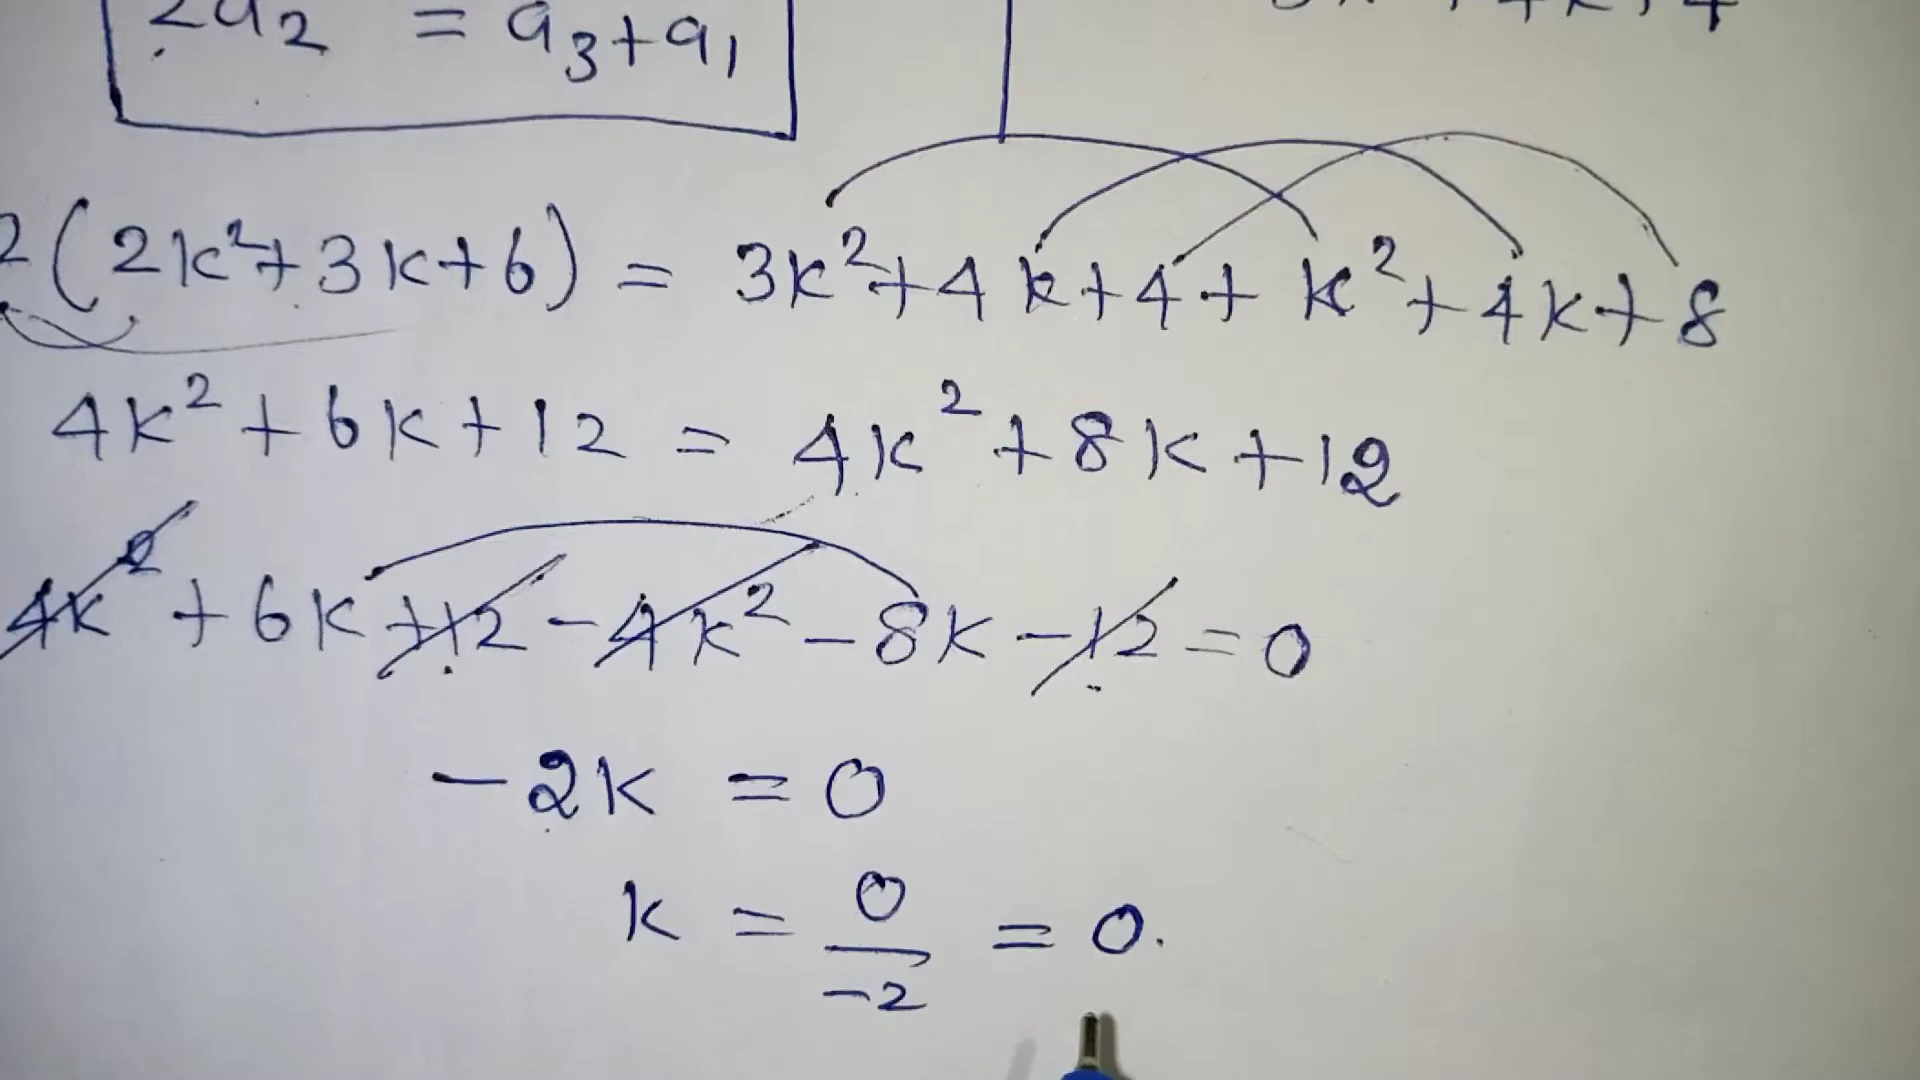 2a₂ = a₃+a₁
2(2k²+3k+6) = 3k²+4k+4+k²+4k+8
4k²+6k+12 = 4k²+8k+12
4k²+6k+12-4k²-8k-12=0
-2k = 0
k = 0/-2 = 0.